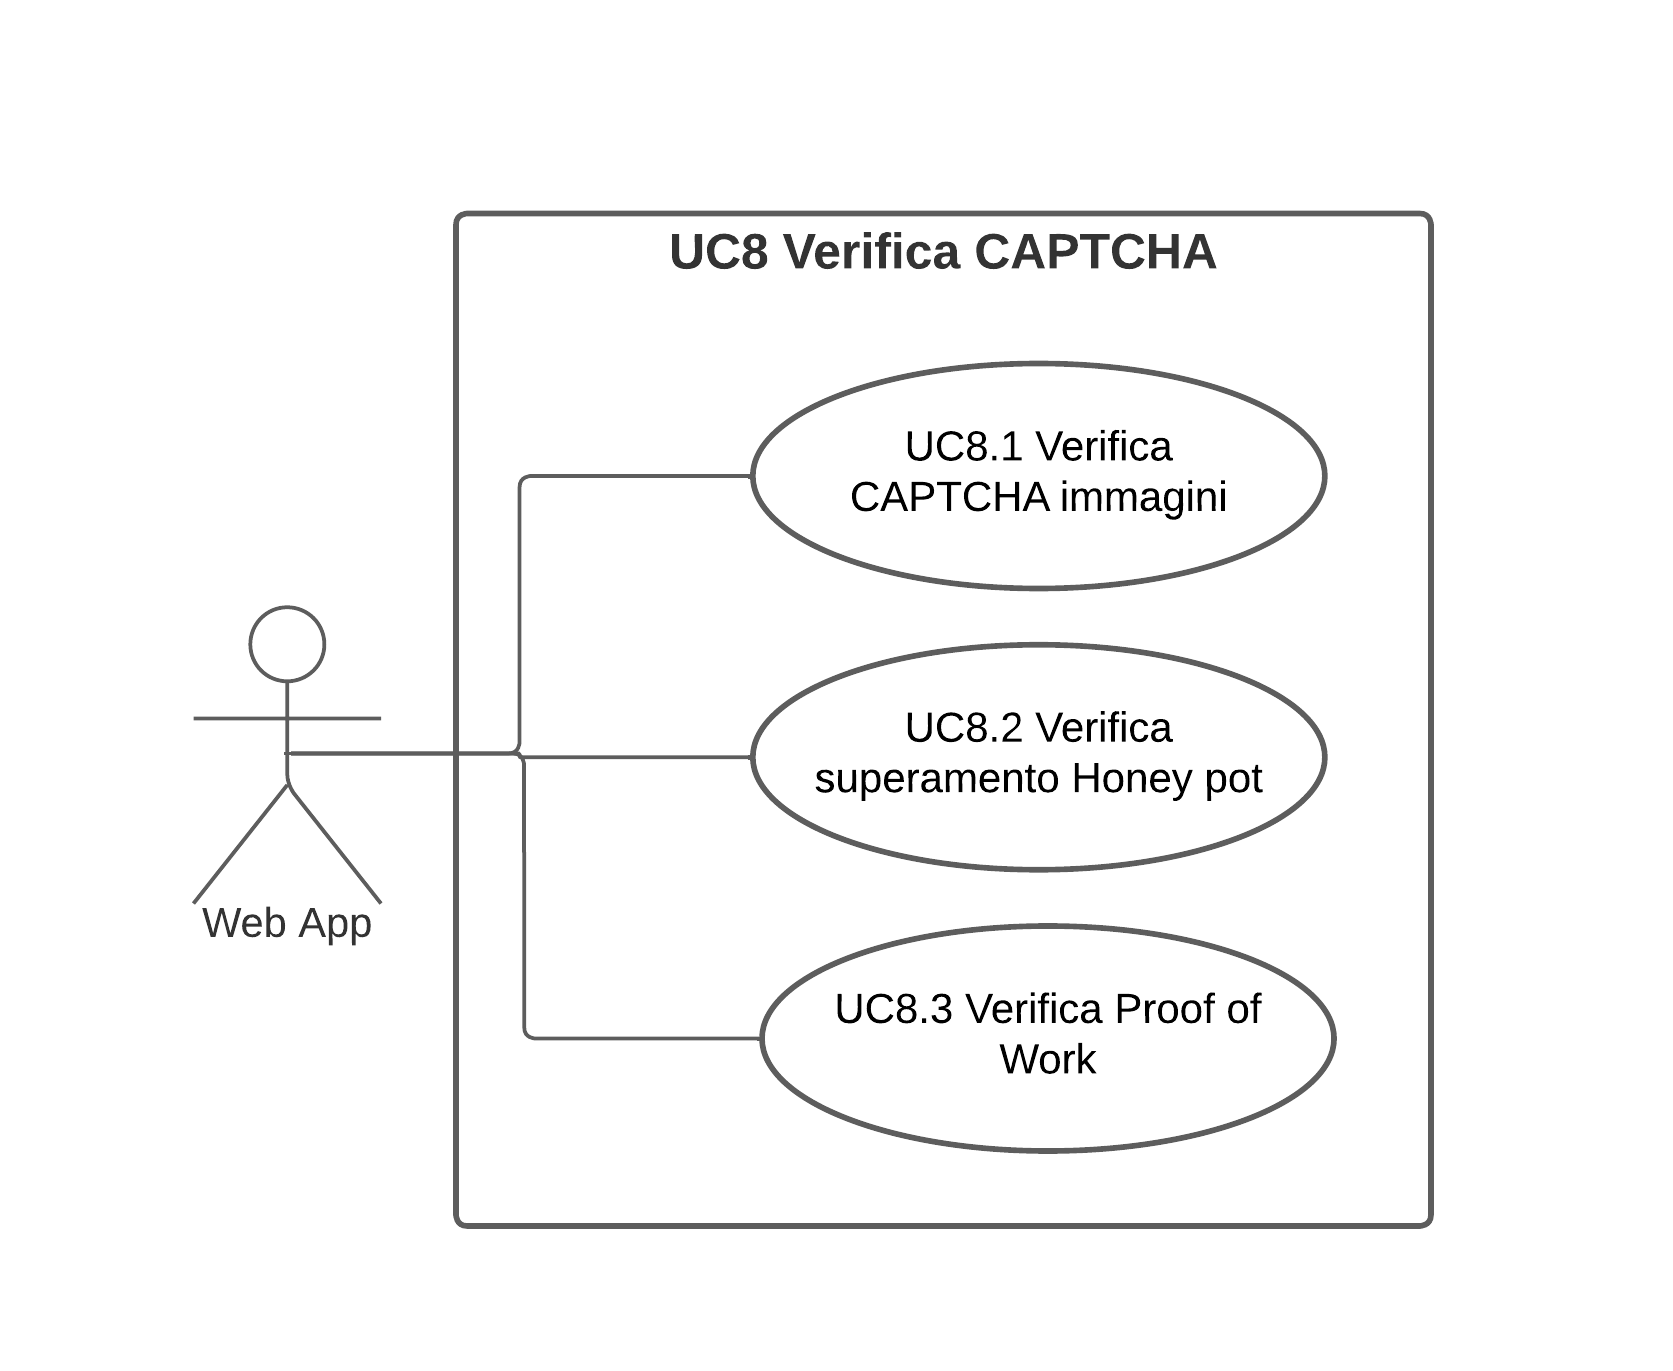 UC8 Verifica CAPTCHA
UC8.1 Verifica
CAPTCHA immagini
UC8.2 Verifica
superamento Honey pot
Web App
UC8.3 Verifica Proof of
Work